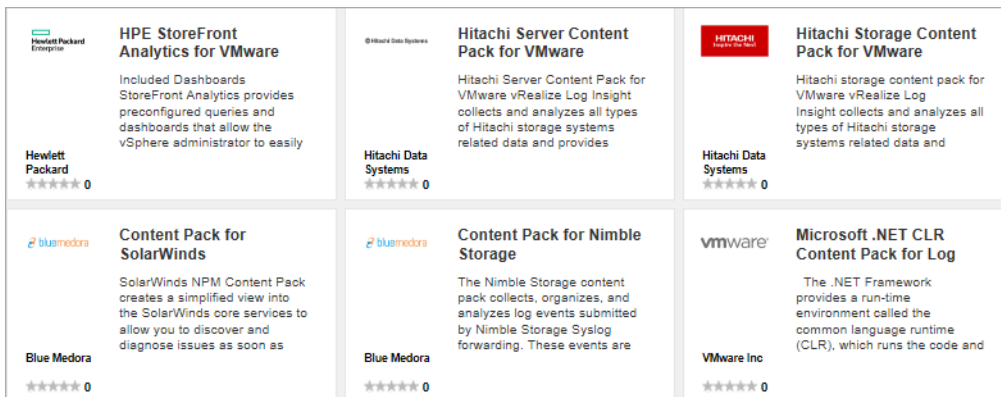 Hewlett Packard
Enterprise
HPE StoreFront
Analytics for VMware
Included Dashboards
StoreFront Analytics provides
preconfigured queries and
dashboards that allow the
vSphere administrator to easily
Hewlett
Packard
0
Hitachi Data Systems
Hitachi Server Content
Pack for VMware
Hitachi Server Content Pack for
VMware vRealize Log Insight
collects and analyzes all types
of Hitachi storage systems
related data and provides
Hitachi Data
Systems
0
HITACHI
Inspire the Next
Hitachi Storage Content
Pack for VMware
Hitachi storage content pack for
VMware vRealize Log
Insight collects and analyzes all
types of Hitachi storage
systems related data and
Hitachi Data
Systems
0
bluemedora
Content Pack for
SolarWinds
SolarWinds NPM Content Pack
creates a simplified view into
the SolarWinds core services to
allow you to discover and
diagnose issues as soon as
Blue Medora
0
bluemedora
Content Pack for Nimble
Storage
The Nimble Storage content
pack collects, organizes, and
analyzes log events submitted
by Nimble Storage Syslog
forwarding. These events are
Blue Medora
0
vmware
Microsoft .NET CLR
Content Pack for Log
The .NET Framework
provides a run-time
environment called the
common language runtime
(CLR), which runs the code and
VMware Inc
0